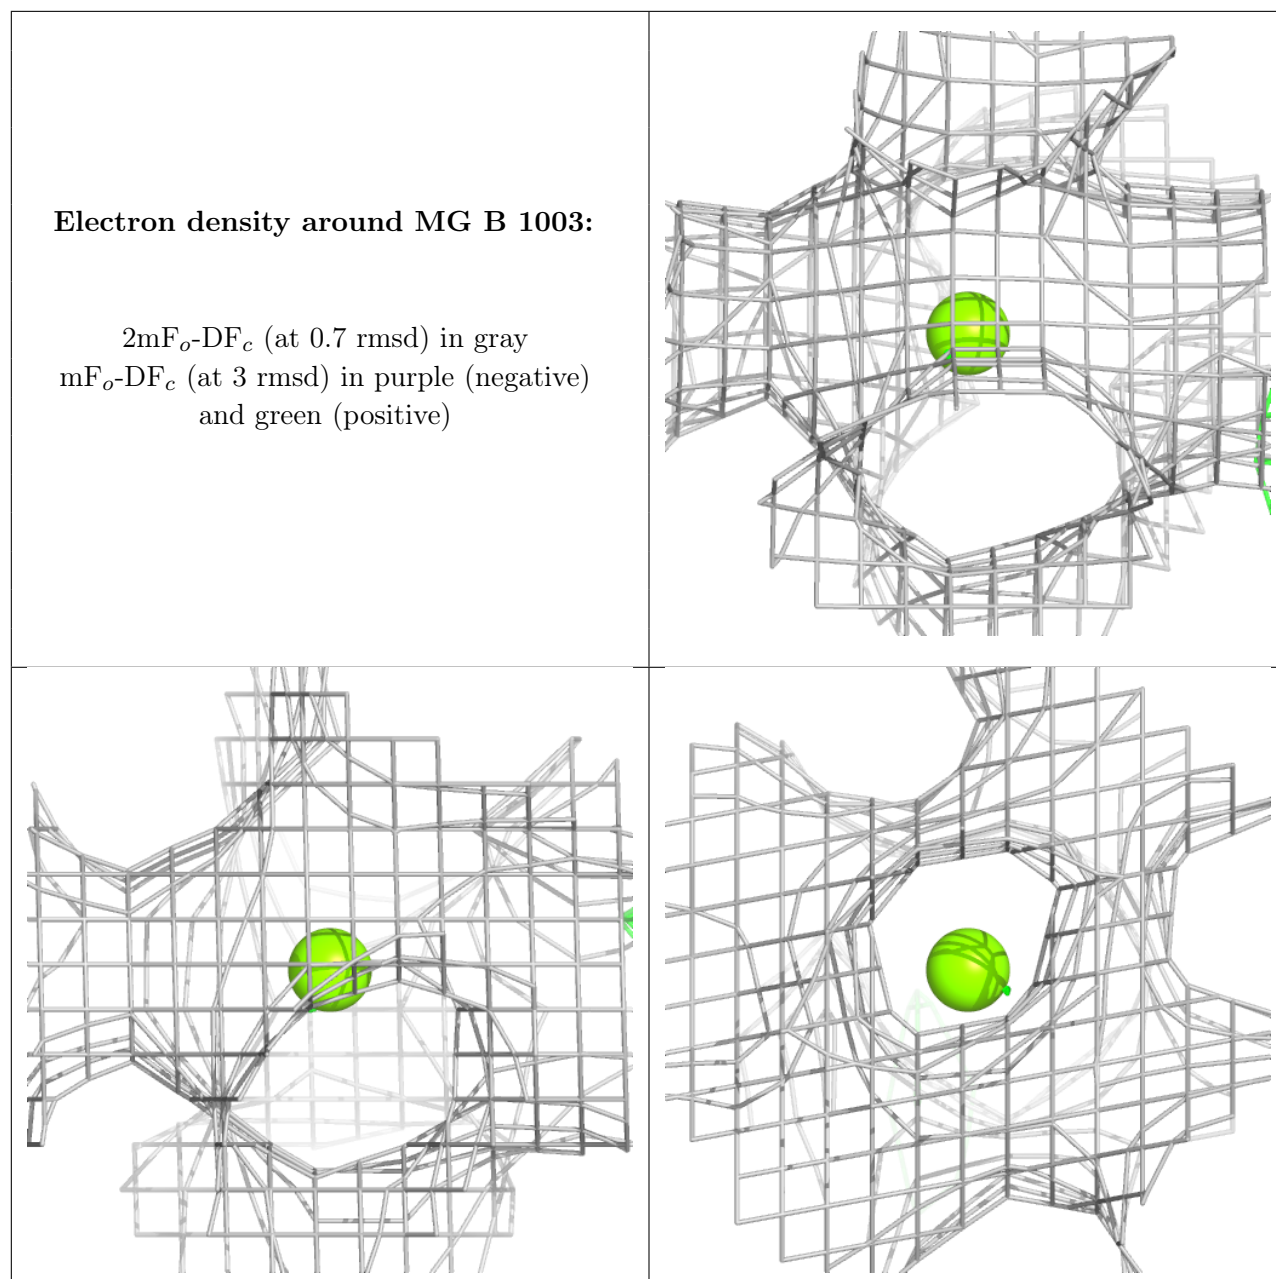 Electron density around MG B 1003:
2mFo-DFc (at 0.7 rmsd) in gray
mFo-DFc (at 3 rmsd) in purple (negative)
and green (positive)